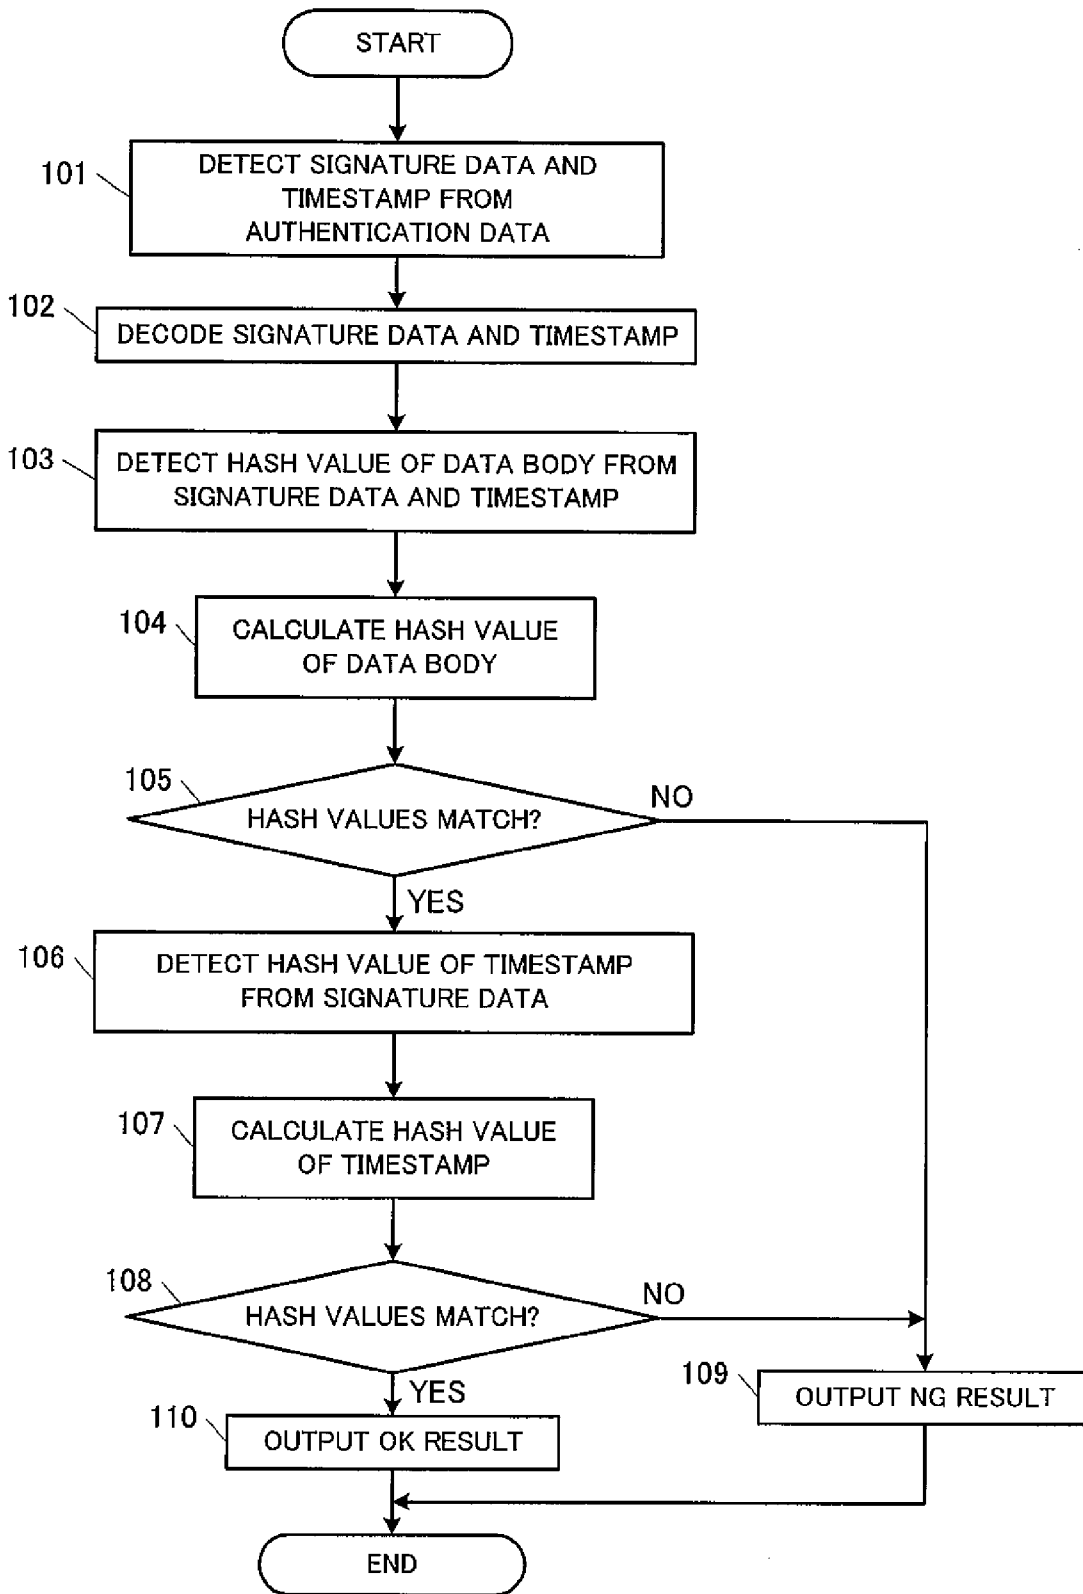 START
101
DETECT SIGNATURE DATA AND
TIMESTAMP FROM
AUTHENTICATION DATA
102
DECODE SIGNATURE DATA AND TIMESTAMP
103
DETECT HASH VALUE OF DATA BODY FROM
SIGNATURE DATA AND TIMESTAMP
104
CALCULATE HASH VALUE
OF DATA BODY
105
HASH VALUES MATCH?
NO
YES
106
DETECT HASH VALUE OF TIMESTAMP
FROM SIGNATURE DATA
107
CALCULATE HASH VALUE
OF TIMESTAMP
108
HASH VALUES MATCH?
NO
YES
109
OUTPUT NG RESULT
110
OUTPUT OK RESULT
END